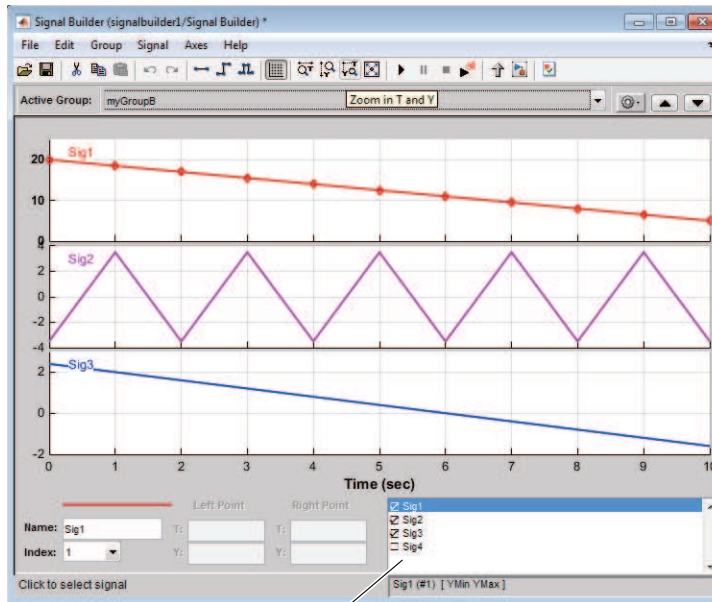 Signal Builder (signalbuilder1/Signal Builder) *
File Edit Group Signal Axes Help
Active Group: myGroupB
Zoom in T and Y
Sig1
20
10
0
Sig2
4
2
0
-2
-4
Sig3
2
0
-2
0 1 2 3 4 5 6 7 8 9 10
Time (sec)
Left Point Right Point
Name: Sig1 T: T:
Index: 1 Y: Y:
Sig1
Sig2
Sig3
Sig4
Click to select signal
Sig1 (#1) [ YMin YMax ]